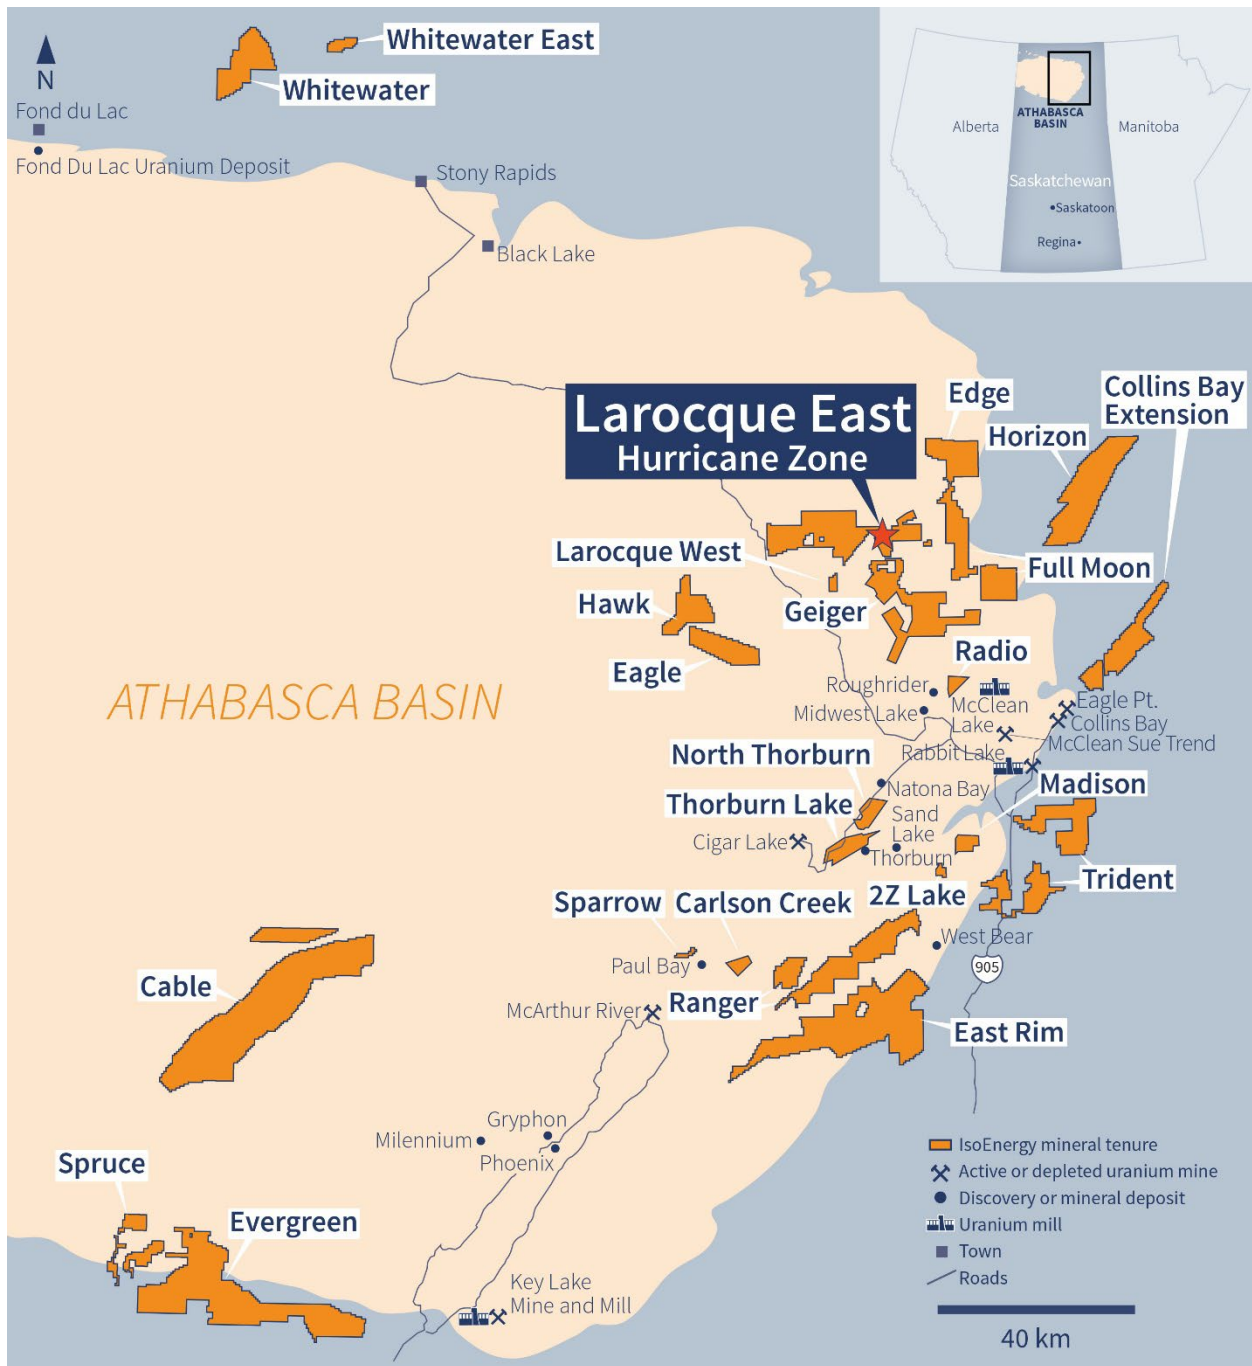 Whitewater East
Whitewater
N
Fond du Lac
Fond Du Lac Uranium Deposit
Stony Rapids
Black Lake
Alberta
ATHABASCA
BASIN
Manitoba
Saskatchewan
Saskatoon
Regina
Larocque East
Hurricane Zone
Edge
Horizon
Collins Bay
Extension
Larocque West
Full Moon
Hawk
Geiger
Eagle
Radio
ATHABASCA BASIN
Roughrider
Midwest Lake
McClean
Lake
Eagle Pt.
Collins Bay
McClean Sue Trend
Rabbit Lake
North Thorburn
Natona Bay
Madison
Thorburn Lake
Sand
Lake
Cigar Lake
Thorburn
Trident
2Z Lake
Sparrow
Carlson Creek
West Bear
Paul Bay
905
Cable
Ranger
McArthur River
East Rim
Gryphon
Milennium
Phoenix
Spruce
Evergreen
Key Lake
Mine and Mill
IsoEnergy mineral tenure
Active or depleted uranium mine
Discovery or mineral deposit
Uranium mill
Town
Roads
40 km